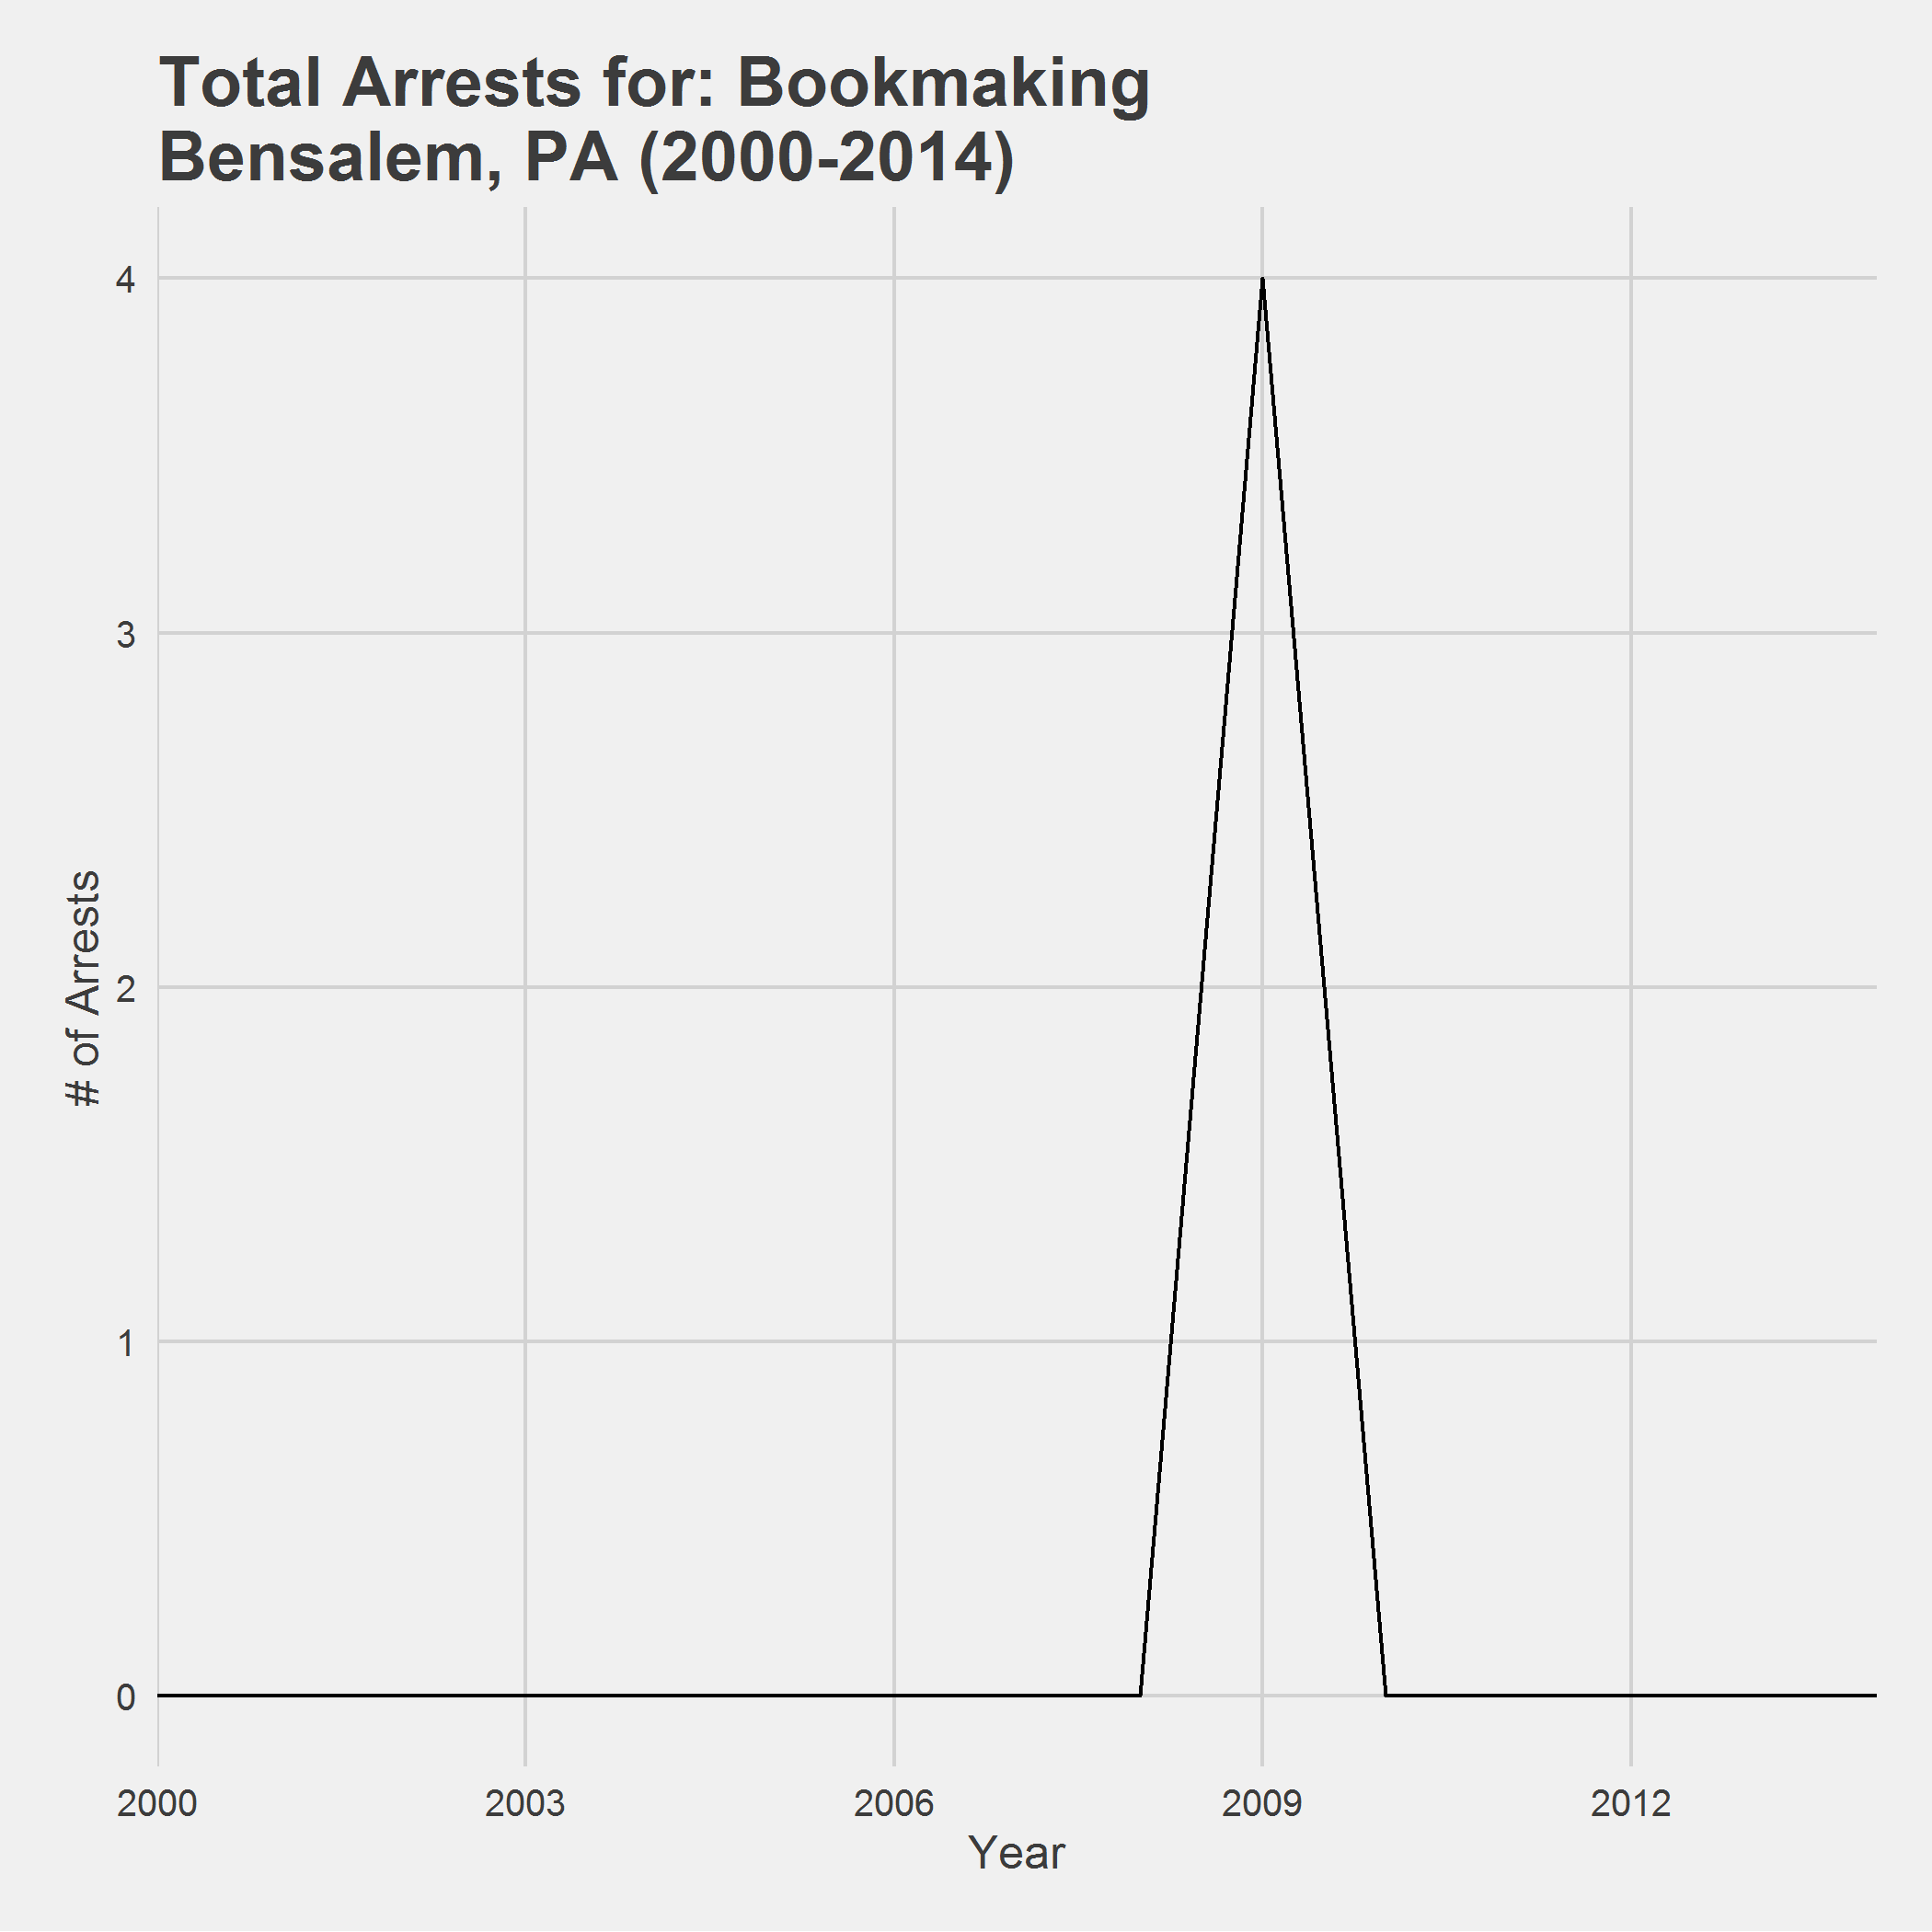 Total Arrests for: Bookmaking
Bensalem, PA (2000-2014)
4
3
2
1
0
# of Arrests
2000 2003 2006 2009 2012
Year